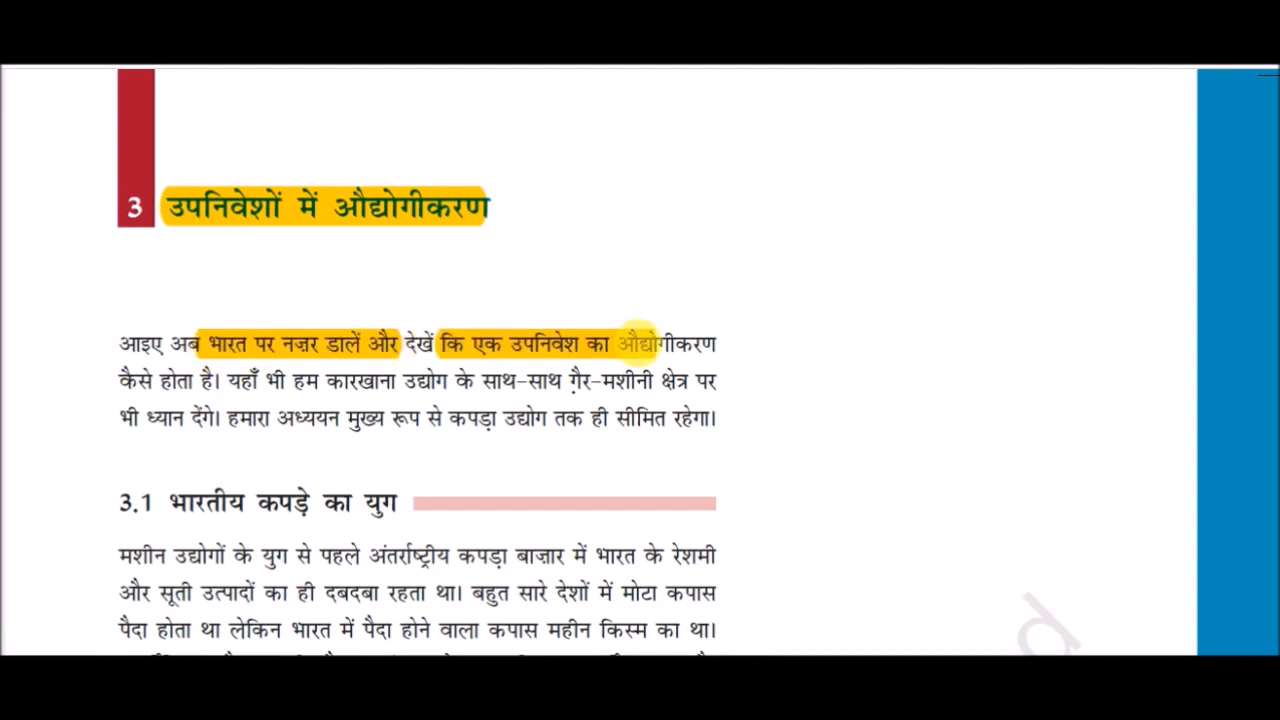 3 उपनिवेशों में औद्योगीकरण
आइए अब भारत पर नज़र डालें और देखें कि एक उपनिवेश का औद्योगीकरण
कैसे होता है। यहाँ भी हम कारखाना उद्योग के साथ-साथ ग़ैर-मशीनी क्षेत्र पर
भी ध्यान देंगे। हमारा अध्ययन मुख्य रूप से कपड़ा उद्योग तक ही सीमित रहेगा।
3.1 भारतीय कपड़े का युग
मशीन उद्योगों के युग से पहले अंतर्राष्ट्रीय कपड़ा बाज़ार में भारत के रेशमी
और सूती उत्पादों का ही दबदबा रहता था। बहुत सारे देशों में मोटा कपास
पैदा होता था लेकिन भारत में पैदा होने वाला कपास महीन किस्म का था।
d